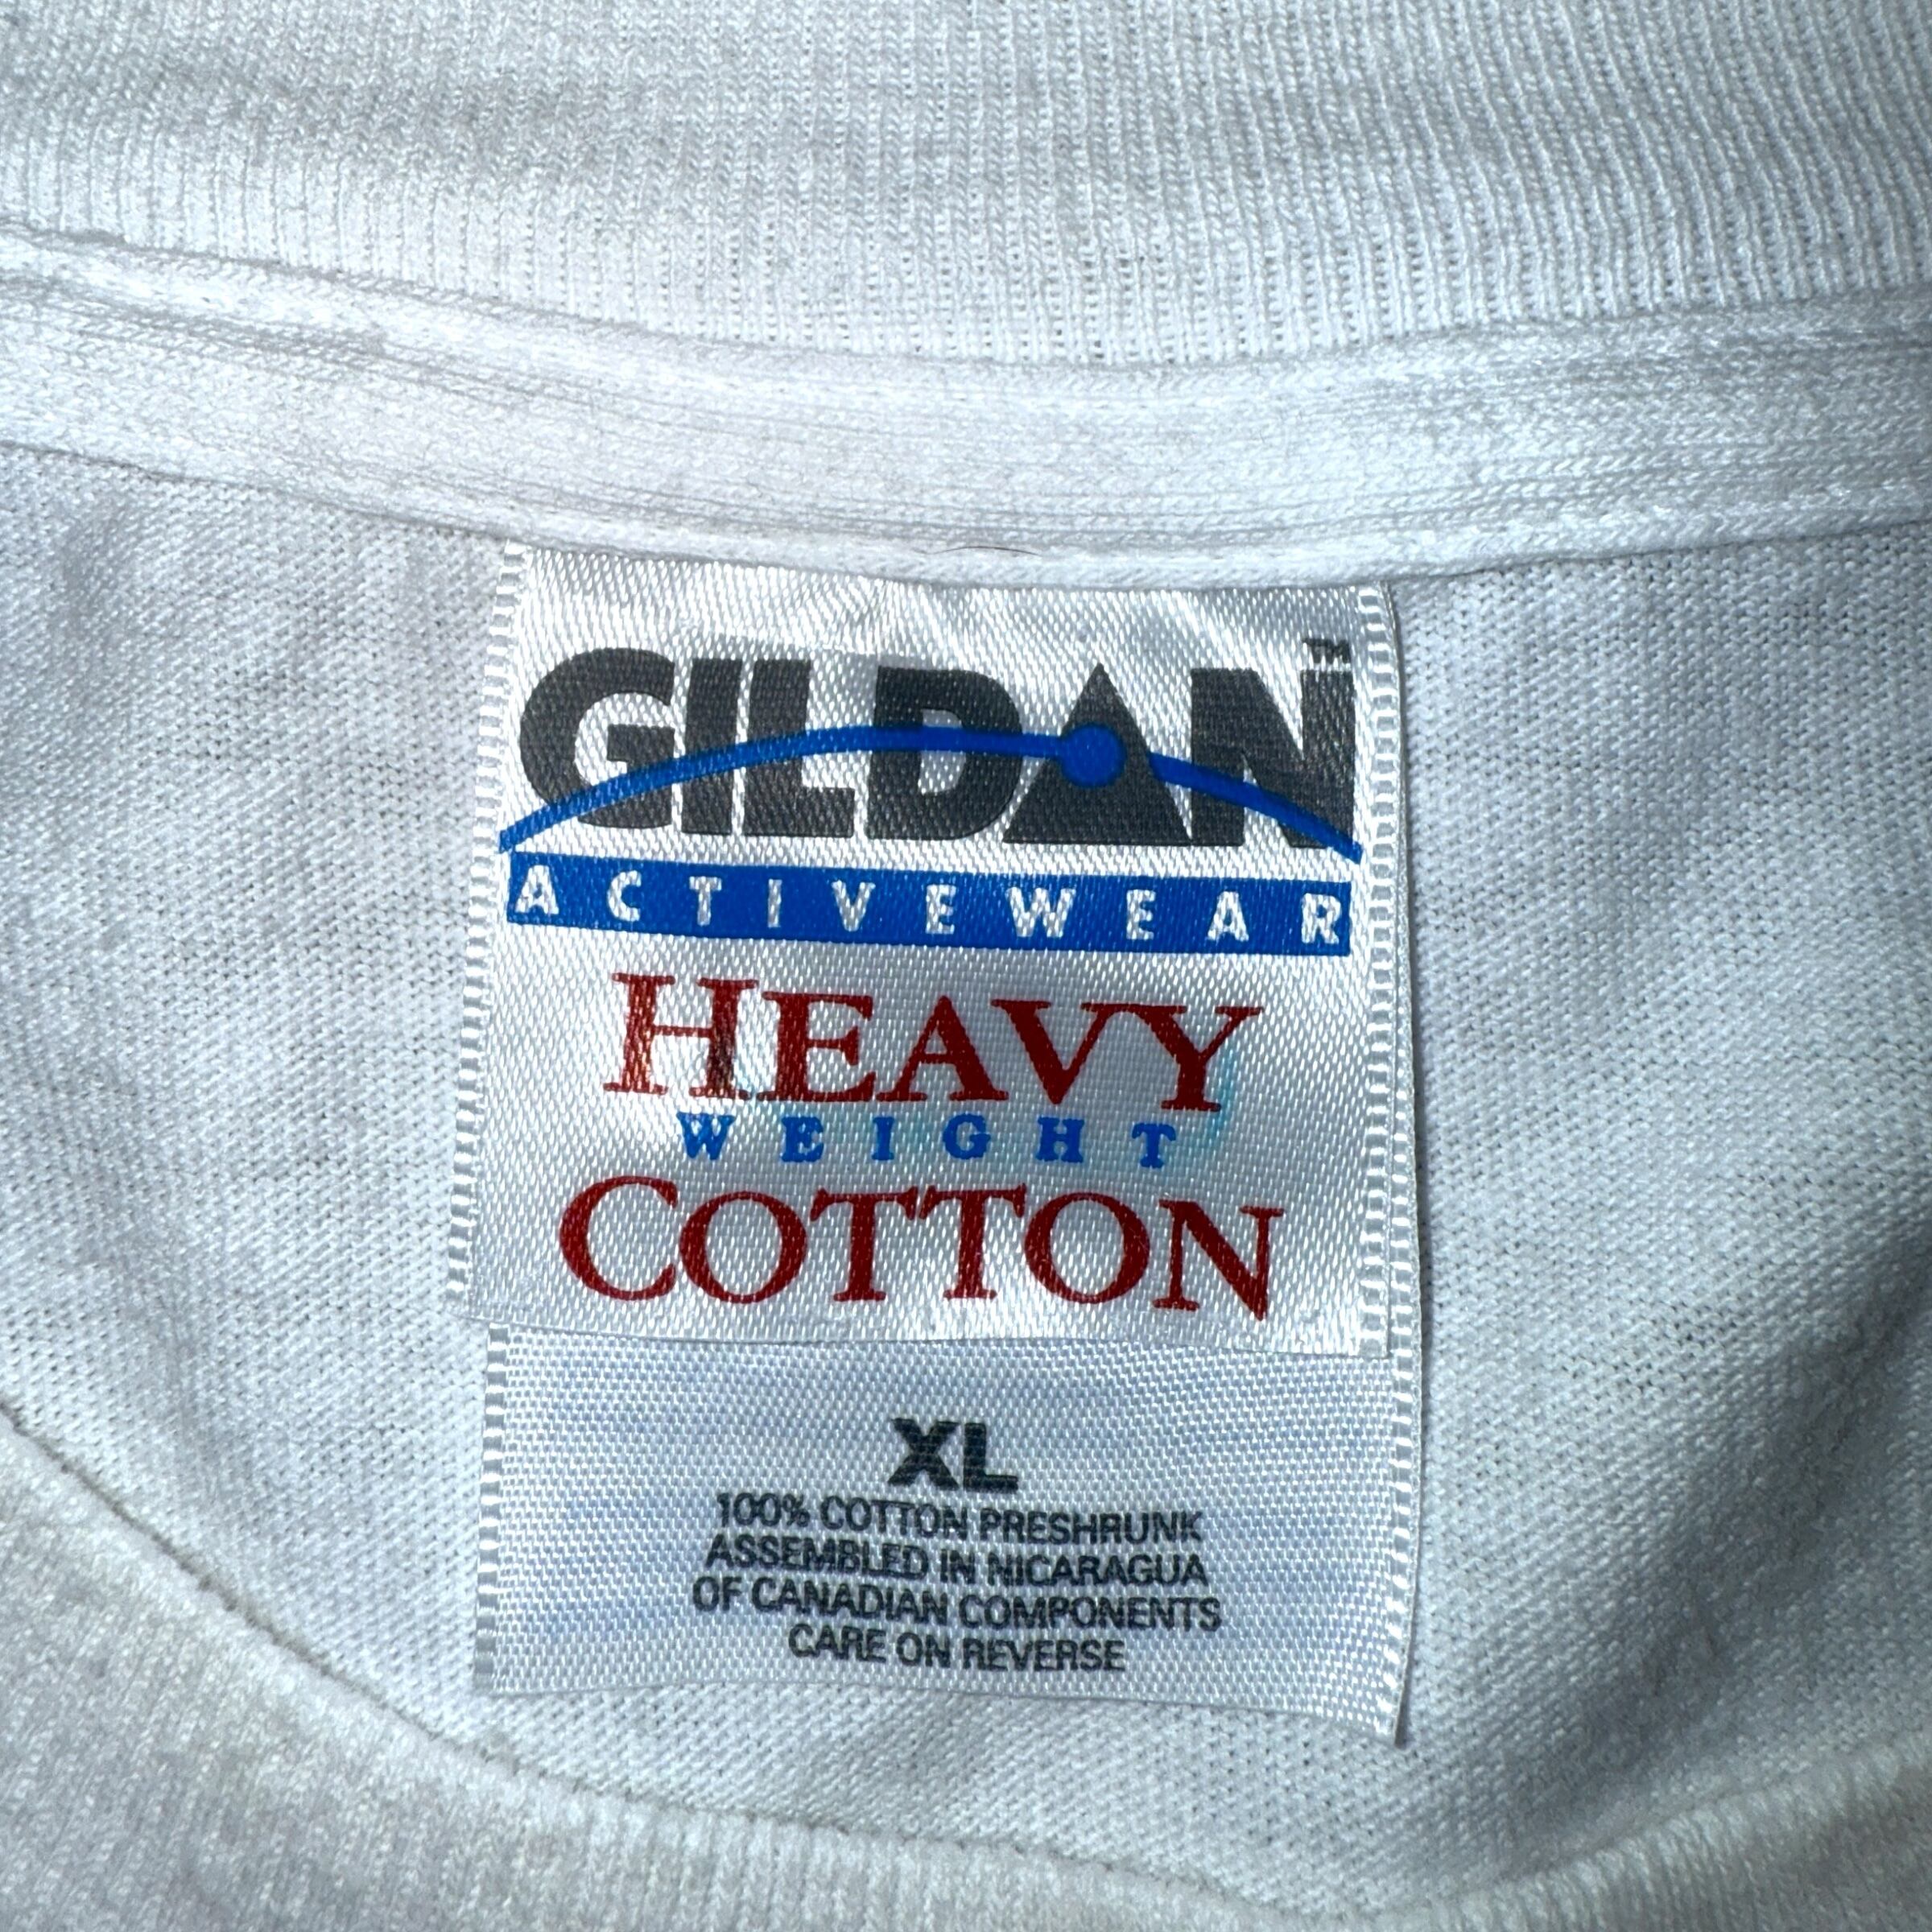 GILDAN™
ACTIVEWEAR
HEAVY
WEIGHT
COTTON
XL
100% COTTON PRESHRUNK
ASSEMBLED IN NICARAGUA
OF CANADIAN COMPONENTS
CARE ON REVERSE